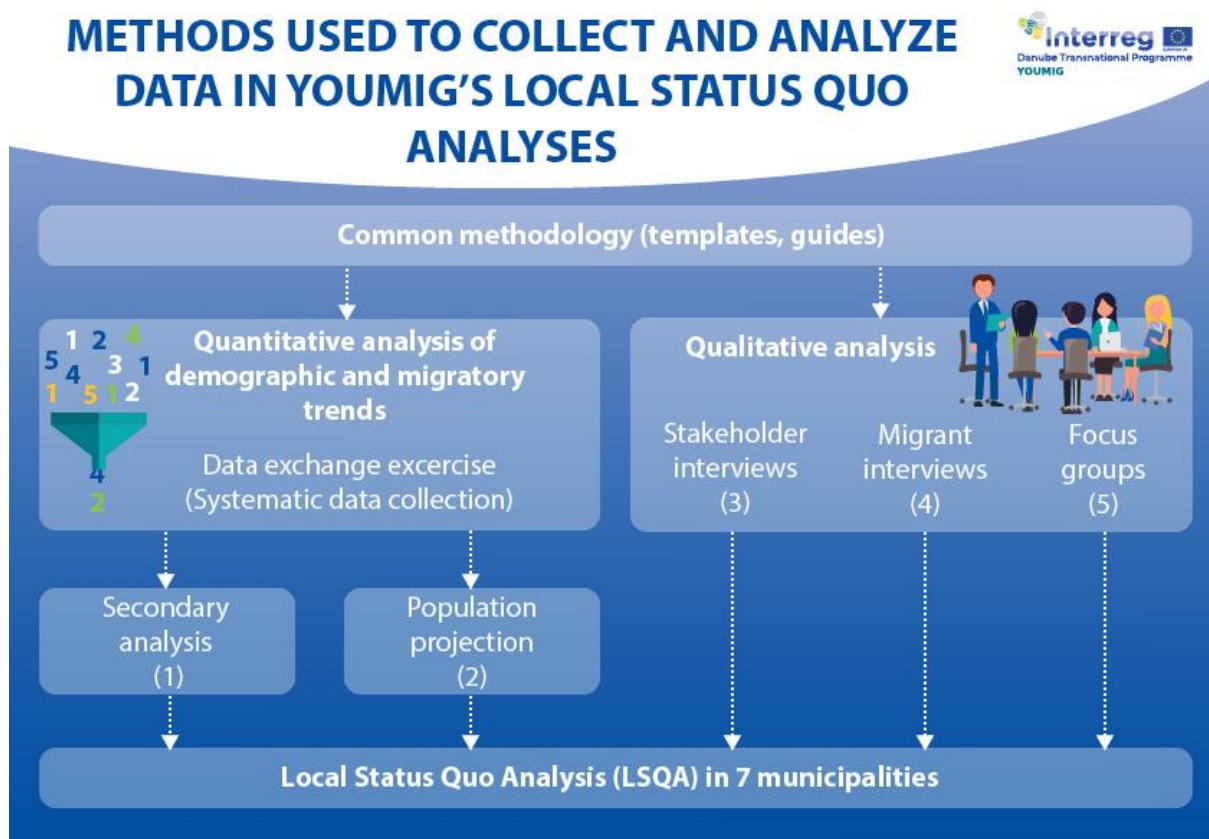 METHODS USED TO COLLECT AND ANALYZE
DATA IN YOUMIG'S LOCAL STATUS QUO
ANALYSES
Interreg
EUROPEAN UNION
Danube Transnational Programme
YOUMIG
Common methodology (templates, guides)
1 2 4
5 4 3 1
1 5 1 2
4
2
Quantitative analysis of
demographic and migratory
trends
Data exchange excercise
(Systematic data collection)
Qualitative analysis
Stakeholder
interviews
(3)
Migrant
interviews
(4)
Focus
groups
(5)
Secondary
analysis
(1)
Population
projection
(2)
Local Status Quo Analysis (LSQA) in 7 municipalities